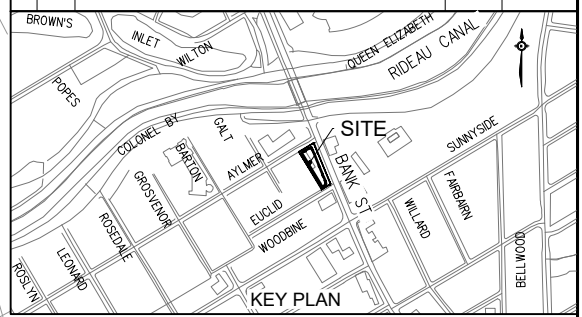 BROWN'S
INLET
WILTON
QUEEN ELIZABETH
RIDEAU CANAL
POPES
COLONEL BY
GALT
SITE
SUNNYSIDE
BARTON
AYLMER
BANK ST
GROSVENOR
FAIRBAIRN
WILLARD
EUCLID
ROSEDALE
WOODBINE
BELLWOOD
LEONARD
ROSLYN
KEY PLAN